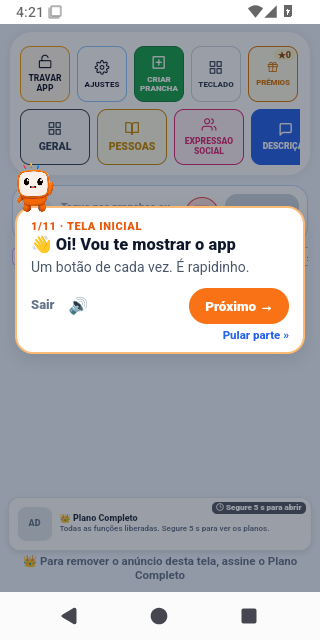 4:21
TRAVAR
APP
AJUSTES
CRIAR
PRANCHA
TECLADO
★0
PRÊMIOS
GERAL
PESSOAS
EXPRESSAO
SOCIAL
DESCRIÇ
1/11 · TELA INICIAL
👋 Oi! Vou te mostrar o app
Um botão de cada vez. É rapidinho.
Sair 🔊
Próximo →
Pular parte »
Segure 5 s para abrir
AD
👑 Plano Completo
Todas as funções liberadas. Segure 5 s para ver os planos.
👑 Para remover o anúncio desta tela, assine o Plano
Completo